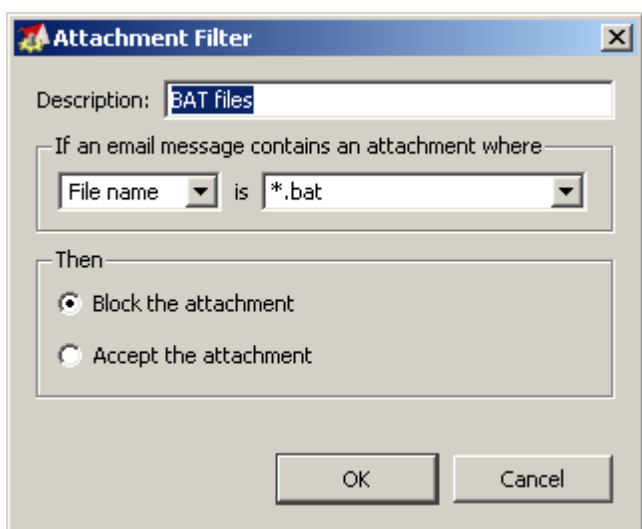 Attachment Filter
Description: BAT files
If an email message contains an attachment where
File name is *.bat
Then
Block the attachment
Accept the attachment
OK Cancel